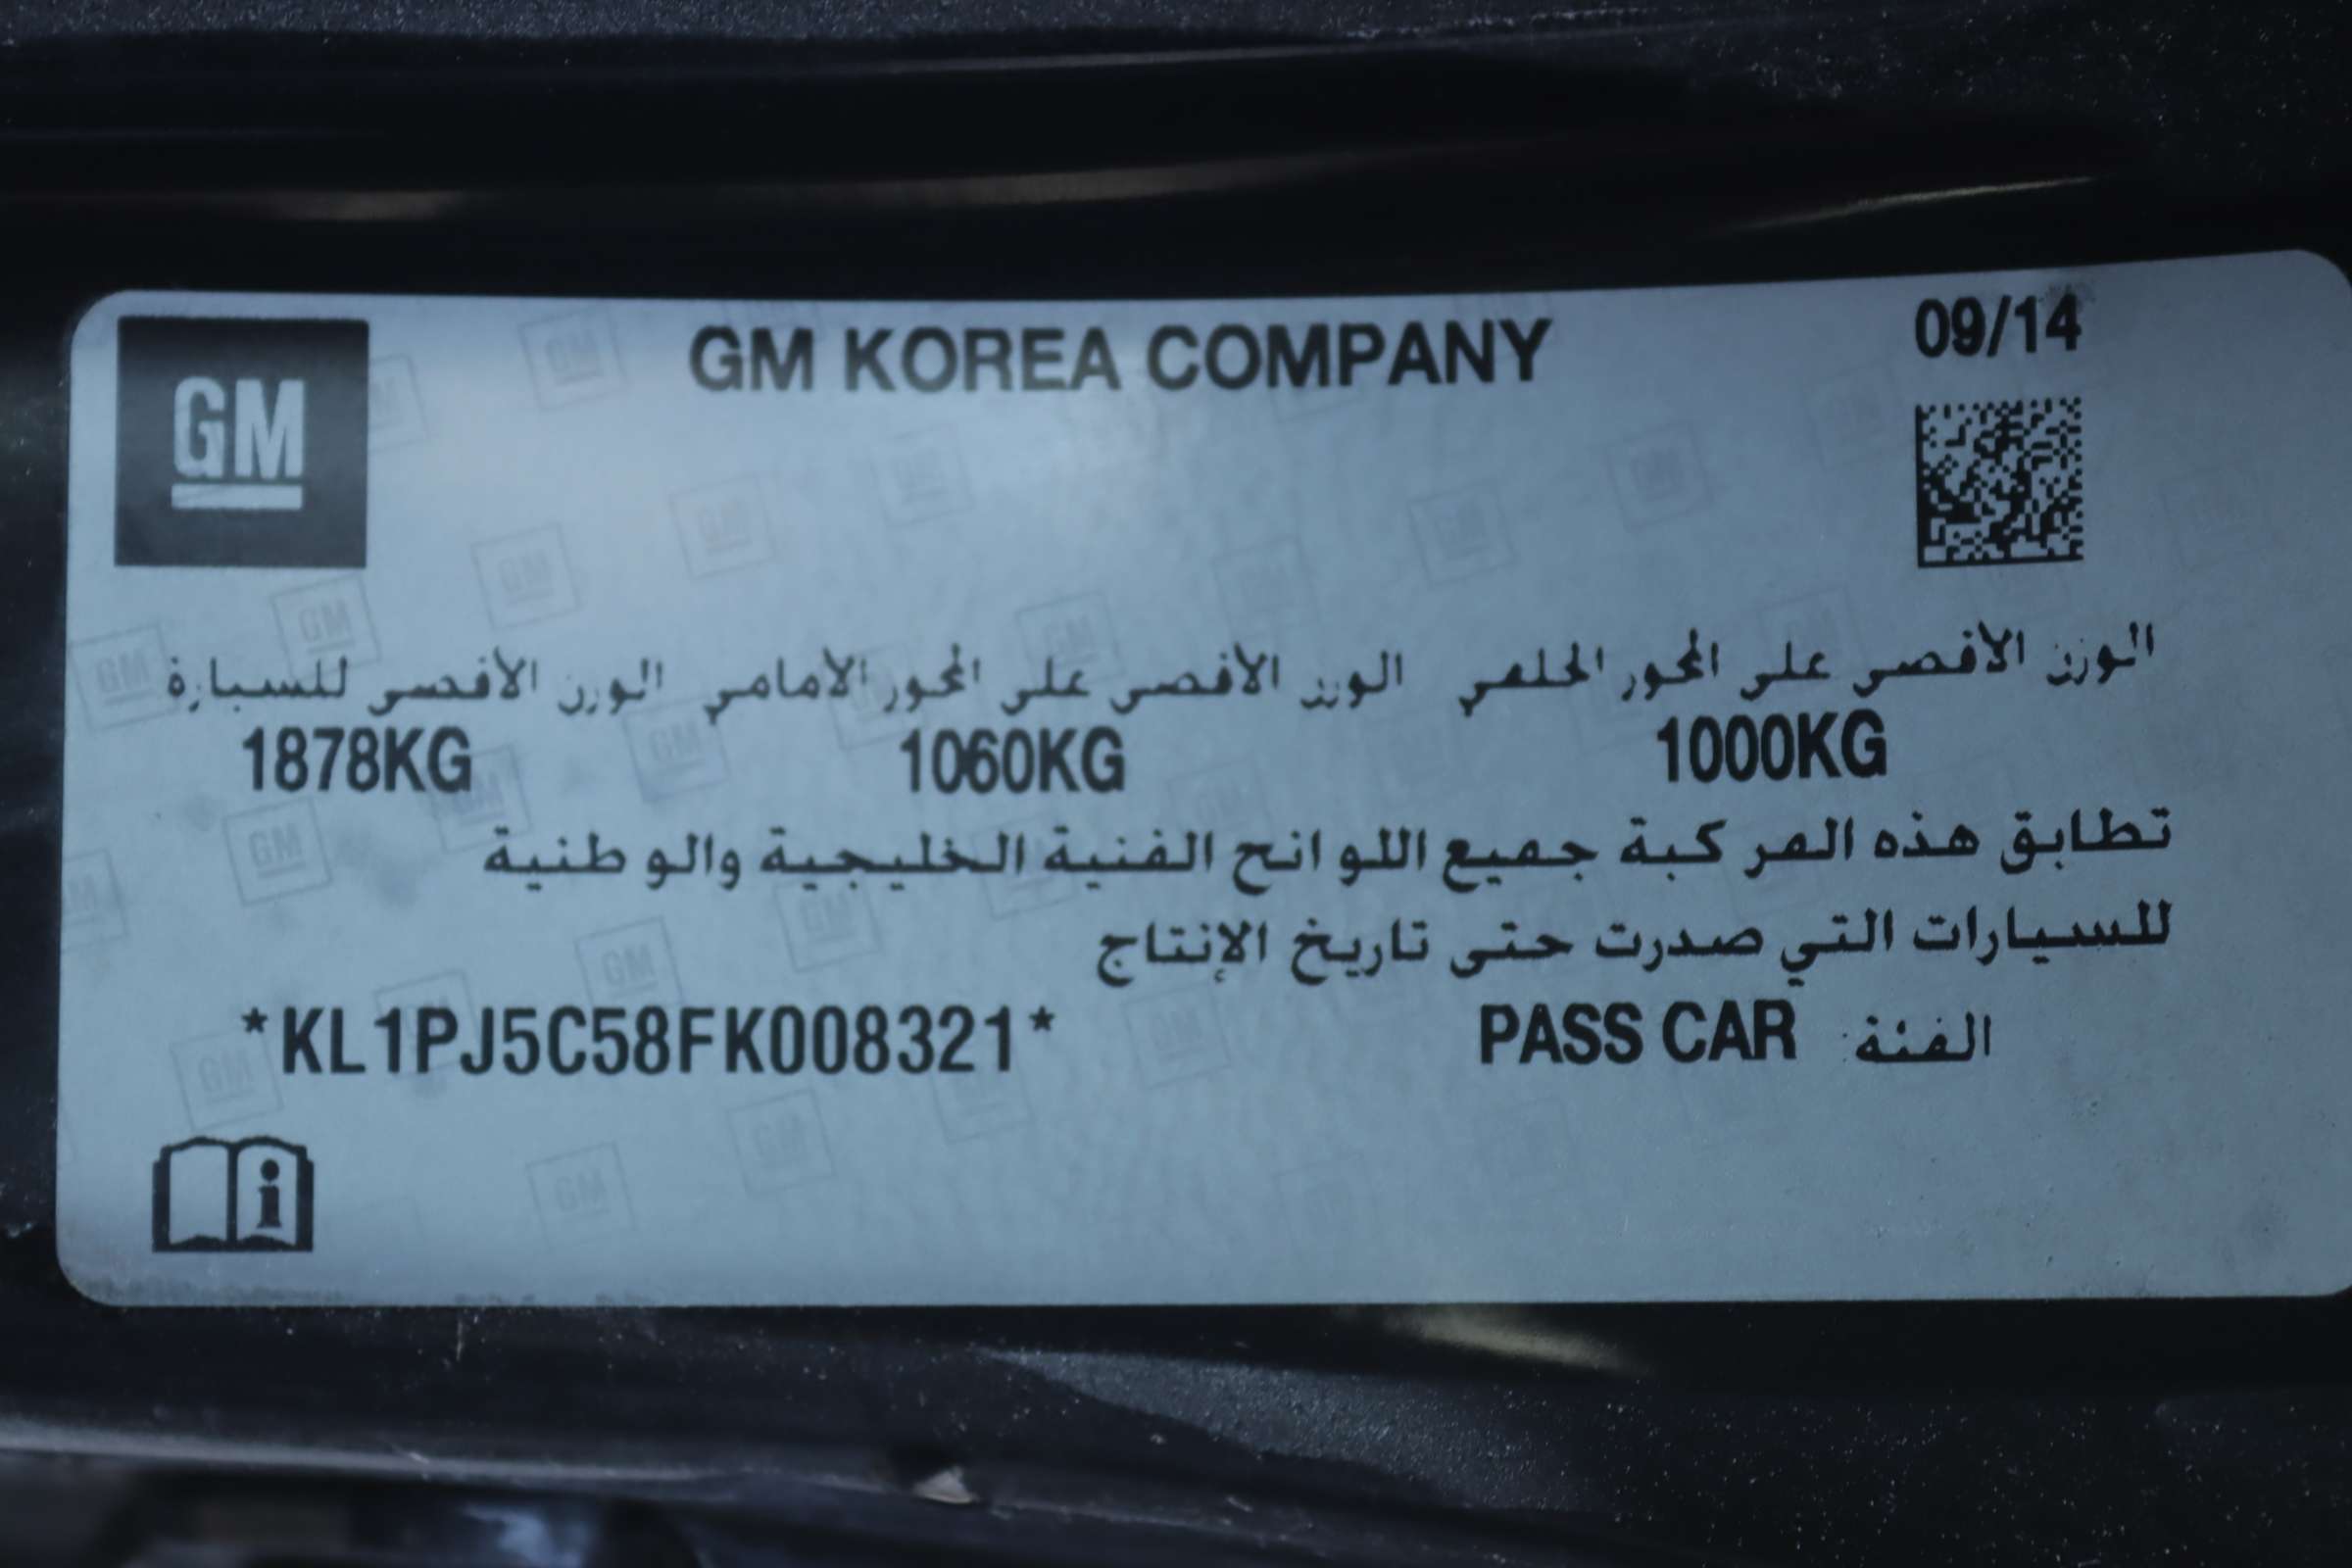 GM
GM KOREA COMPANY
09/14
الوزن الأقصى على المحور الخلفي الوزن الأقصى على المحور الأمامي الوزن الأقصى للسيارة
1000KG 1060KG 1878KG
تطابق هذه المركبة جميع اللوائح الفنية الخليجية والوطنية
للسيارات التي صدرت حتى تاريخ الإنتاج
الفئة: PASS CAR
*KL1PJ5C58FK008321*